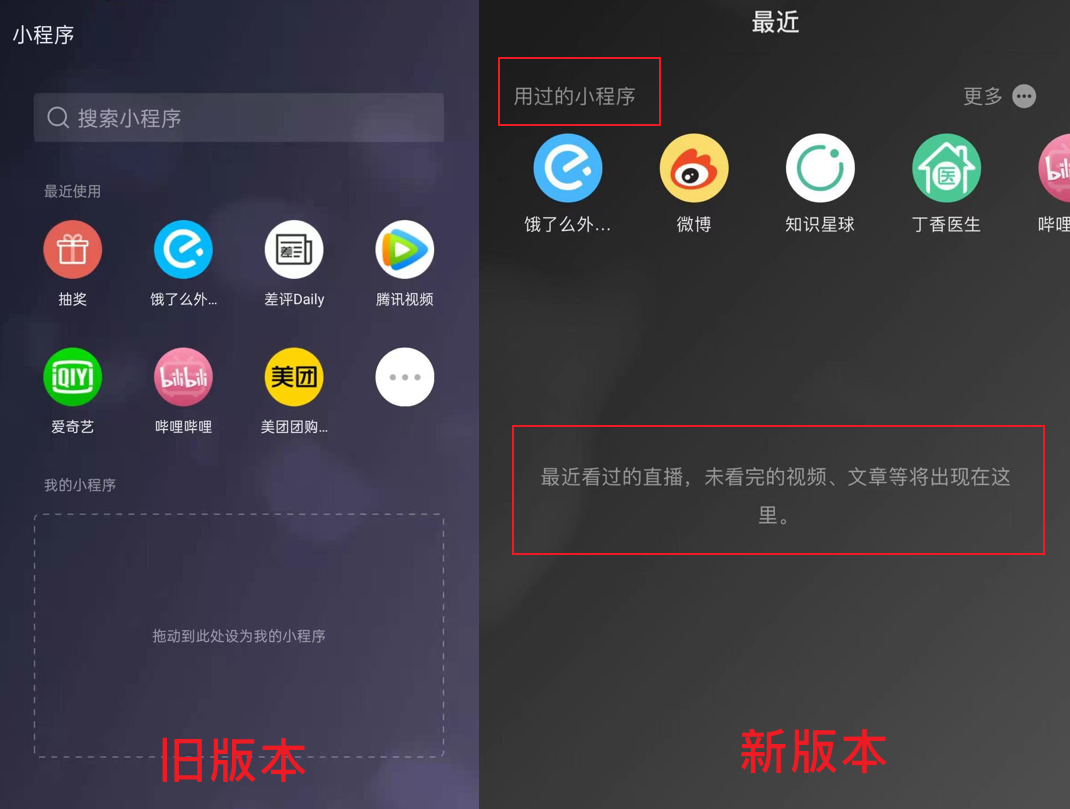 小程序
搜索小程序
最近使用
抽奖
饿了么外...
差评
差评Daily
腾讯视频
iQIYI
bilibili
美团
爱奇艺
哔哩哔哩
美团团购...
我的小程序
拖动到此处设为我的小程序
旧版本
最近
用过的小程序
更多
医
bili
饿了么外...
微博
知识星球
丁香医生
哔哩
最近看过的直播，未看完的视频、文章等将出现在这
里。
新版本